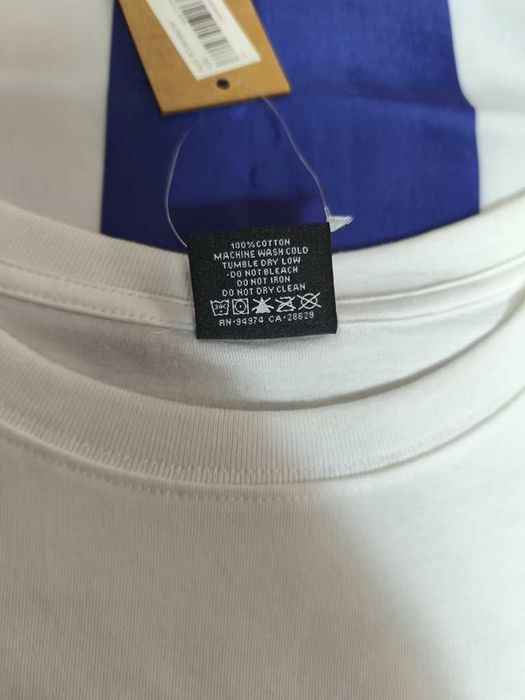 100% COTTON
MACHINE WASH COLD
TUMBLE DRY LOW
·DO NOT BLEACH
DO NOT IRON
DO NOT DRY CLEAN
30C
RN·94974 CA·28629